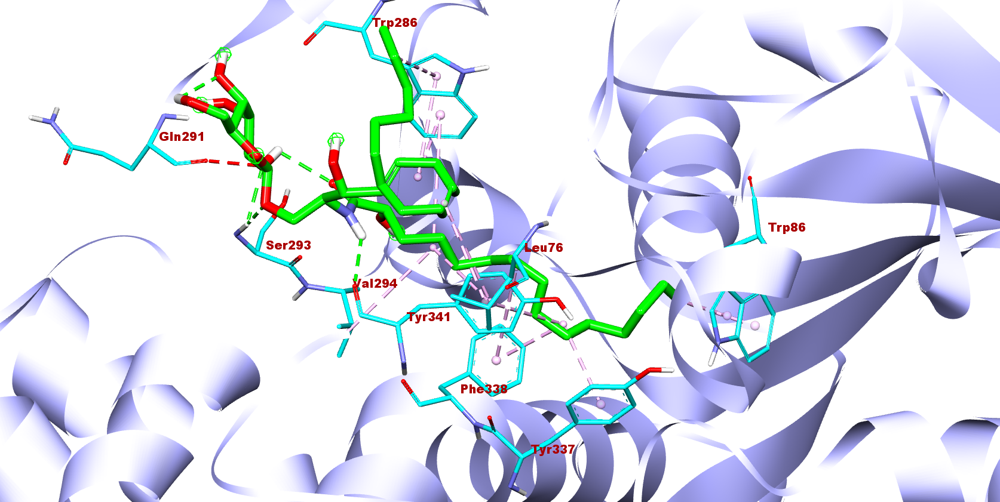 Trp286
Gln291
Trp86
Ser293
Leu76
Val294
Tyr341
Phe338
Tyr337